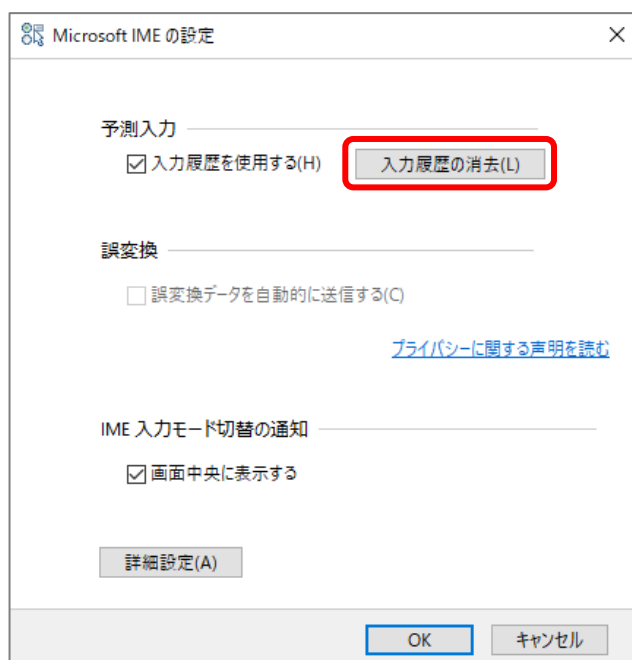 Microsoft IME の設定
予測入力
入力履歴を使用する(H)
入力履歴の消去(L)
誤変換
誤変換データを自動的に送信する(C)
プライバシーに関する声明を読む
IME 入力モード切替の通知
画面中央に表示する
詳細設定(A)
OK
キャンセル